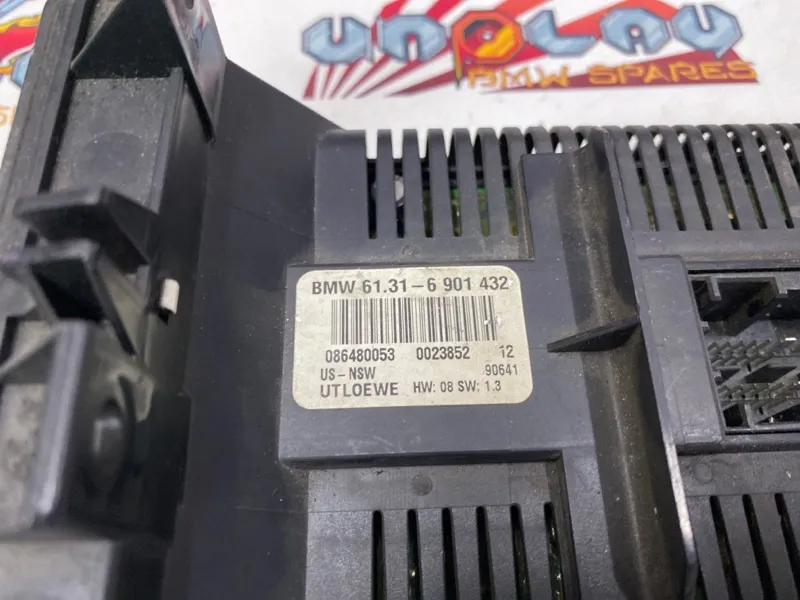 UNPLAU
BMW SPARES
BMW 61.31-6 901 432
086480053 0023852 12
US-NSW 90641
UTLOEWE HW: 08 SW: 1.3